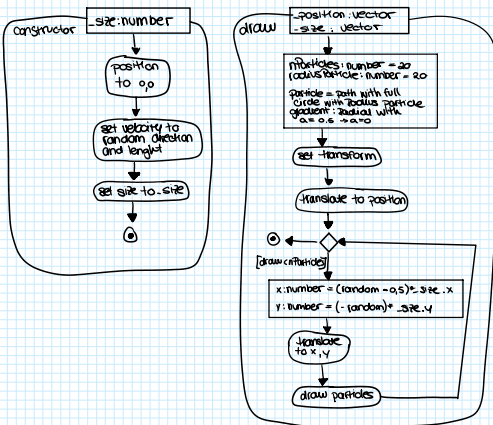 constructor
_size:number
position
to 0,0
set velocity to
random direction
and lenght
set size to _size
draw
_position: vector
_size : vector
nParticles: number = 20
radiusParticle: number = 20
particle = path with full
circle with Radius Particle
gradient: Radial with
a = 0.5 → a=0
set transform
translate to position
[draw<nParticles]
x:number = (random - 0,5)* _size.x
y:number = (-random)* _size.y
translate
to x,y
draw particles